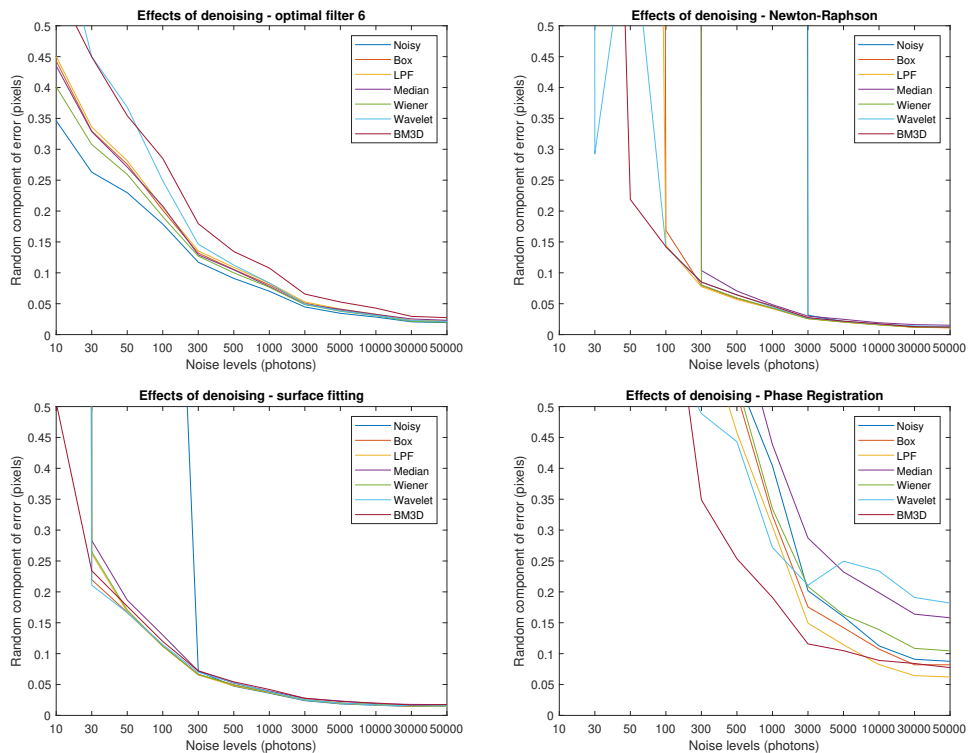 Effects of denoising - optimal filter 6
Random component of error (pixels)
0.5
0.45
0.4
0.35
0.3
0.25
0.2
0.15
0.1
0.05
0
10 30 50 100 300 500 1000 3000 5000 10000 30000 50000
Noise levels (photons)
Noisy
Box
LPF
Median
Wiener
Wavelet
BM3D
Effects of denoising - Newton-Raphson
Random component of error (pixels)
0.5
0.45
0.4
0.35
0.3
0.25
0.2
0.15
0.1
0.05
0
10 30 50 100 300 500 1000 3000 5000 10000 30000 50000
Noise levels (photons)
Noisy
Box
LPF
Median
Wiener
Wavelet
BM3D
Effects of denoising - surface fitting
Random component of error (pixels)
0.5
0.45
0.4
0.35
0.3
0.25
0.2
0.15
0.1
0.05
0
10 30 50 100 300 500 1000 3000 5000 10000 30000 50000
Noise levels (photons)
Noisy
Box
LPF
Median
Wiener
Wavelet
BM3D
Effects of denoising - Phase Registration
Random component of error (pixels)
0.5
0.45
0.4
0.35
0.3
0.25
0.2
0.15
0.1
0.05
0
10 30 50 100 300 500 1000 3000 5000 10000 30000 50000
Noise levels (photons)
Noisy
Box
LPF
Median
Wiener
Wavelet
BM3D